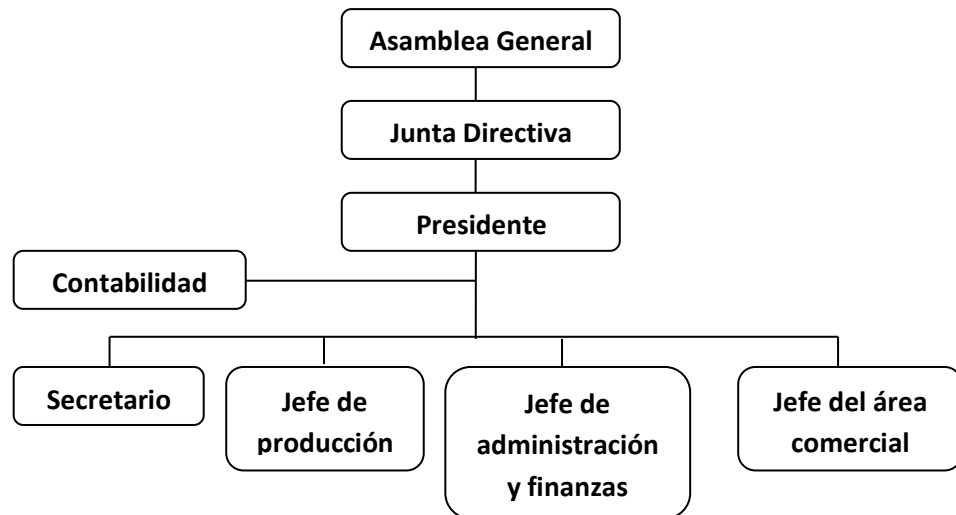 Asamblea General
Junta Directiva
Presidente
Contabilidad
Secretario
Jefe de
producción
Jefe de
administración
y finanzas
Jefe del área
comercial